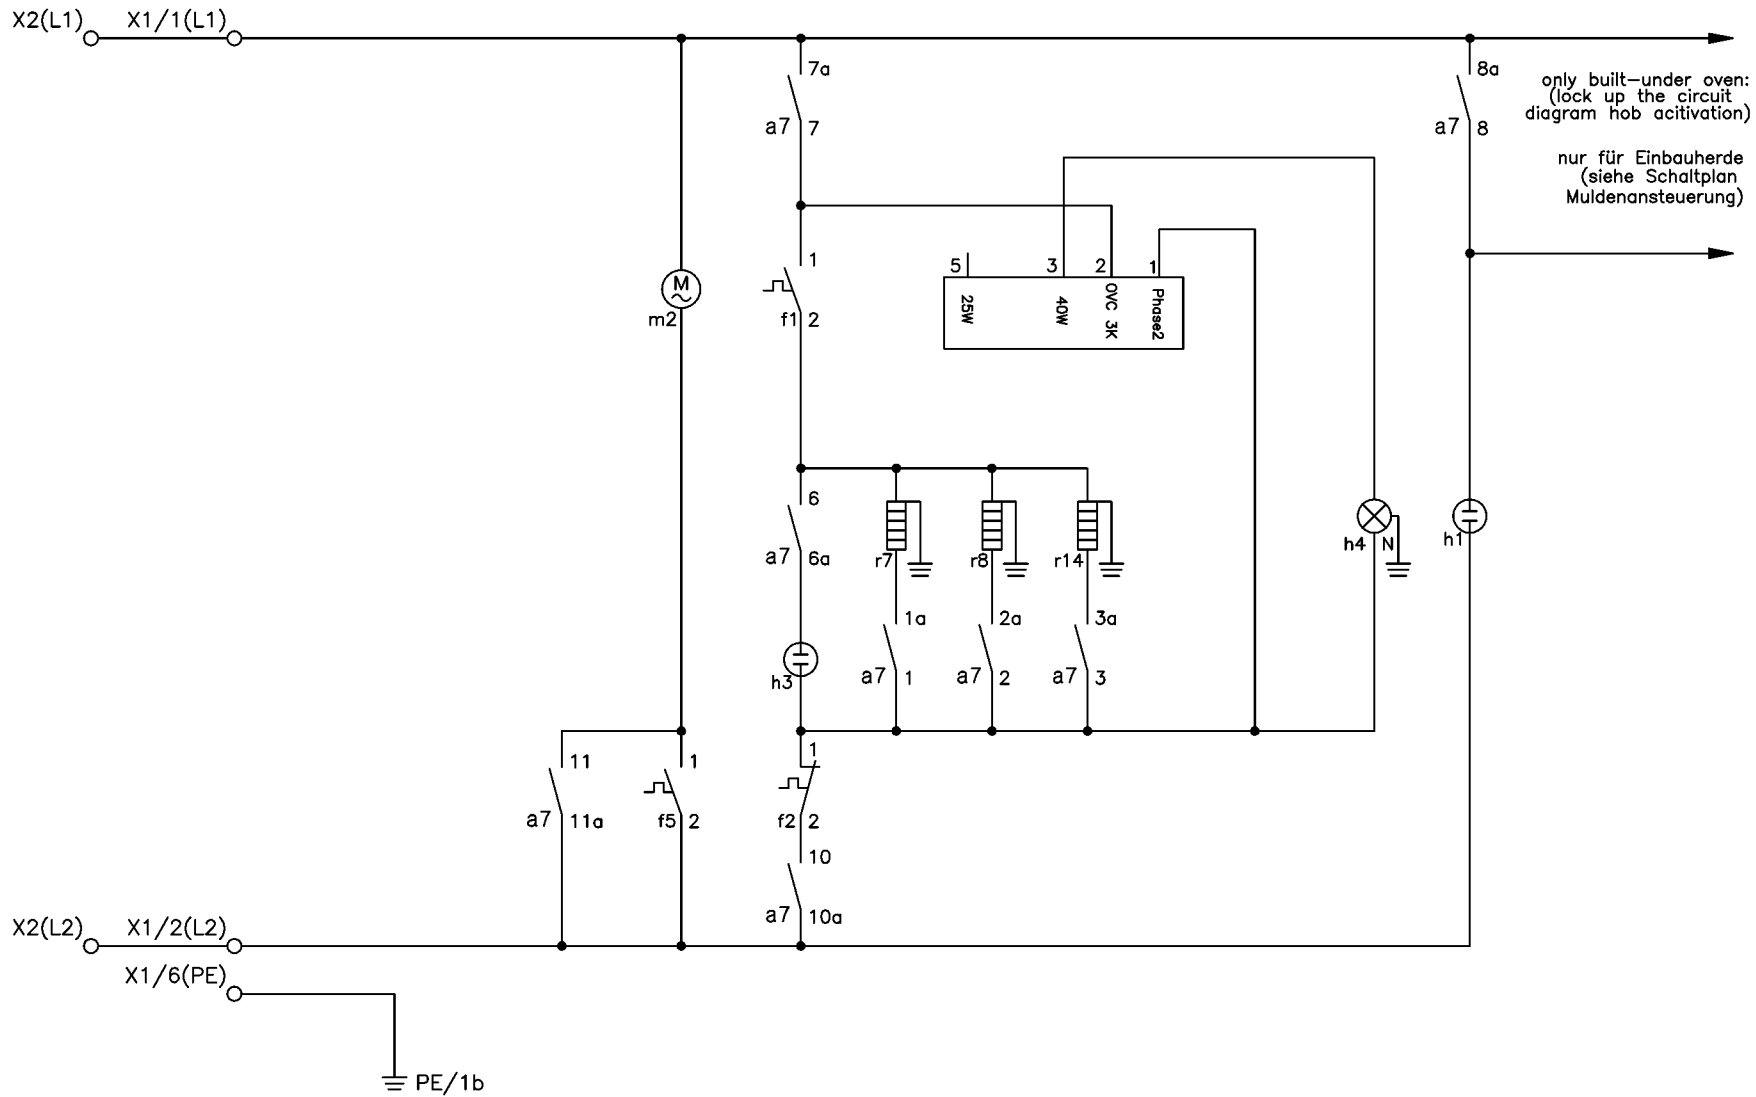 X2(L1) X1/1(L1)
7a
a7 7
8a
a7 8
only built-under oven:
(lock up the circuit
diagram hob acitivation)
nur für Einbauherde
(siehe Schaltplan
Muldenansteuerung)
1
f1 2
M
m2
5 3 2 1
25W
40W
OVC 3K
Phase2
6
a7 6a
r7
r8
r14
h4 N
h1
1a
a7 1
2a
a7 2
3a
a7 3
h3
11
a7 11a
1
f5 2
1
f2 2
10
a7 10a
X2(L2) X1/2(L2)
X1/6(PE)
PE/1b